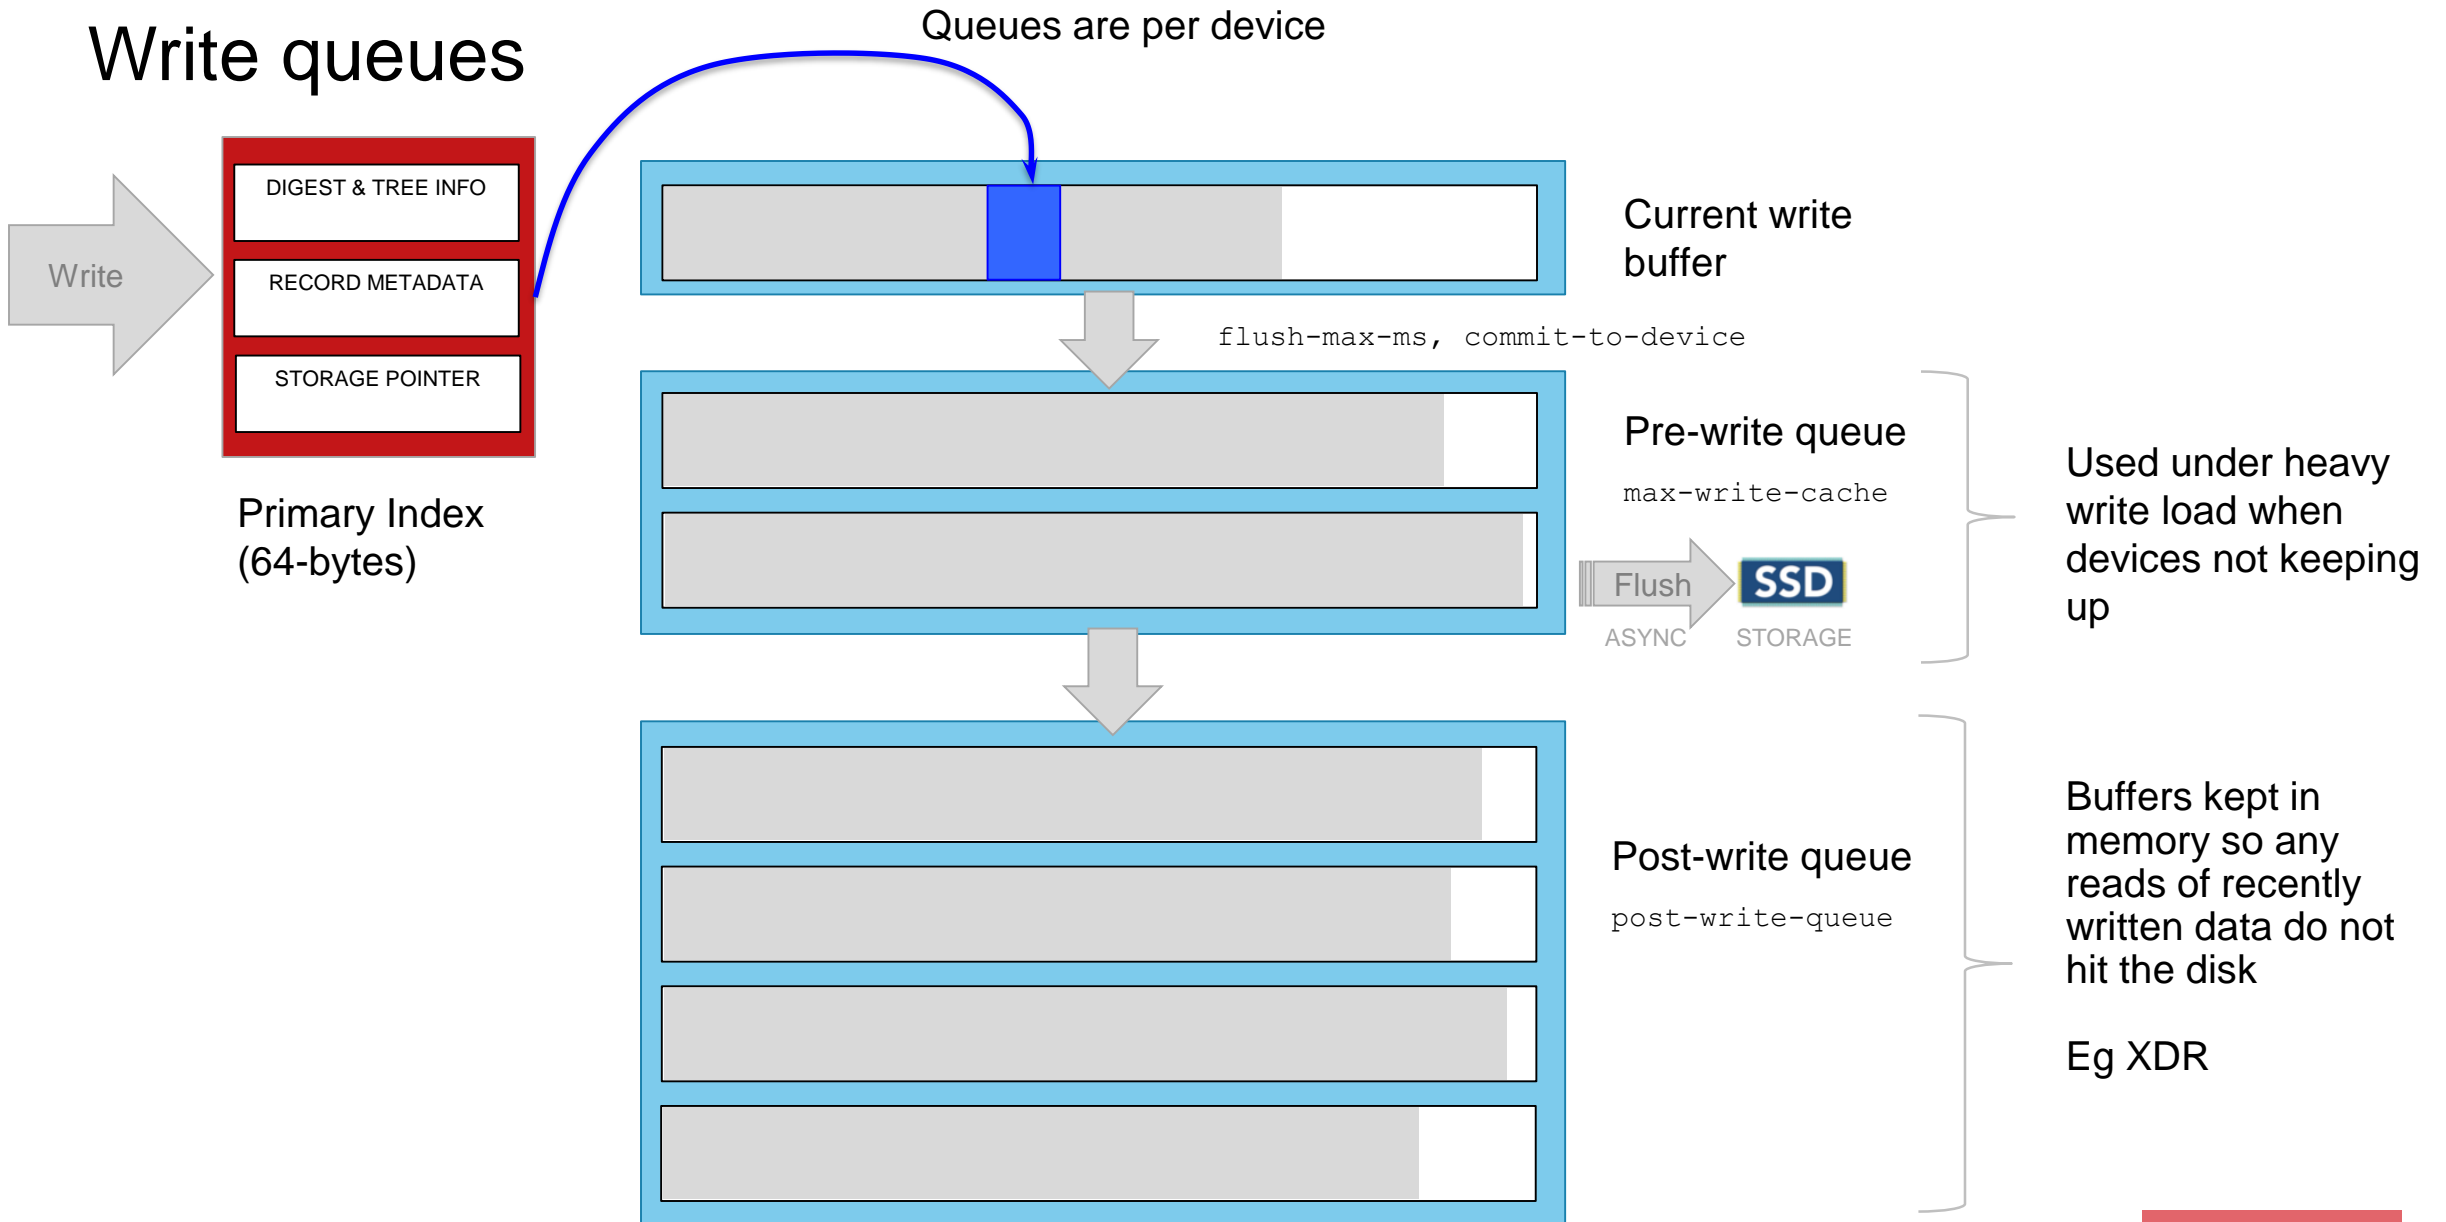 Write queues
Queues are per device
Write
DIGEST & TREE INFO
RECORD METADATA
STORAGE POINTER
Primary Index
(64-bytes)
Current write
buffer
flush-max-ms, commit-to-device
Pre-write queue
max-write-cache
Flush
SSD
ASYNC
STORAGE
Used under heavy
write load when
devices not keeping
up
Post-write queue
post-write-queue
Buffers kept in
memory so any
reads of recently
written data do not
hit the disk
Eg XDR